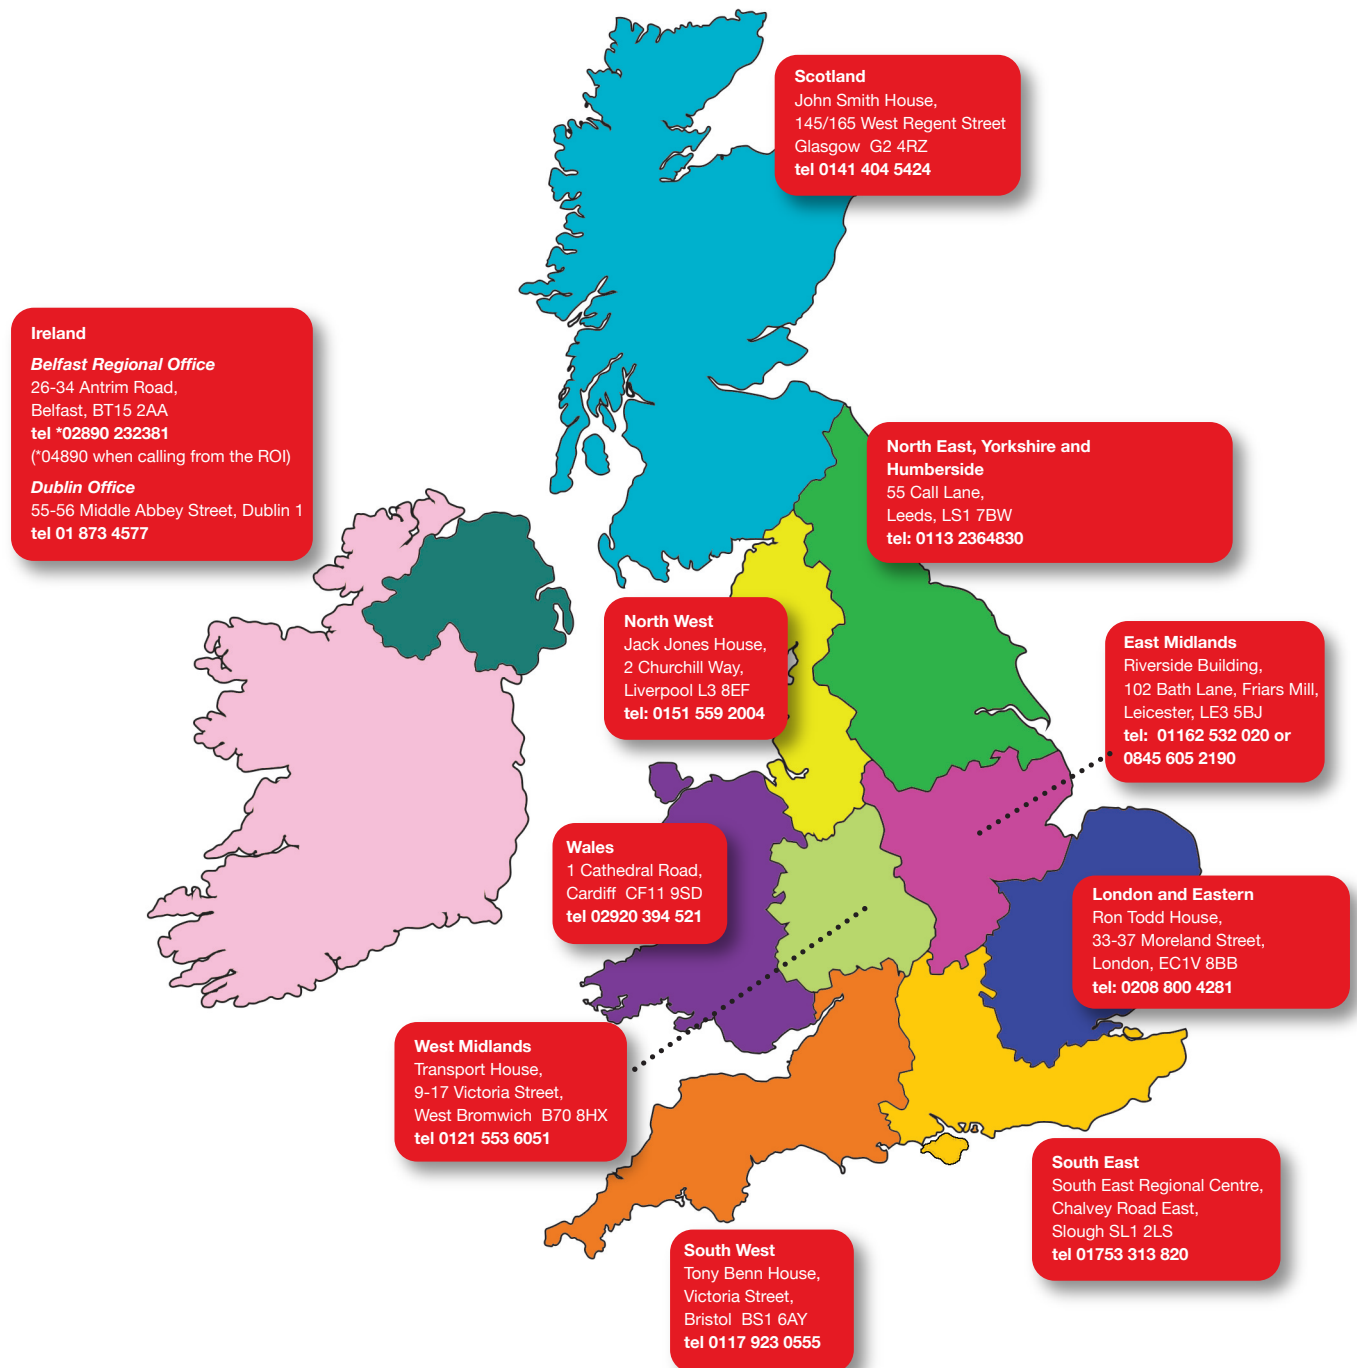 Scotland
John Smith House,
145/165 West Regent Street
Glasgow G2 4RZ
tel 0141 404 5424
Ireland
Belfast Regional Office
26-34 Antrim Road,
Belfast, BT15 2AA
tel *02890 232381
(*04890 when calling from the ROI)
Dublin Office
55-56 Middle Abbey Street, Dublin 1
tel 01 873 4577
North East, Yorkshire and
Humberside
55 Call Lane,
Leeds, LS1 7BW
tel: 0113 2364830
North West
Jack Jones House,
2 Churchill Way,
Liverpool L3 8EF
tel: 0151 559 2004
East Midlands
Riverside Building,
102 Bath Lane, Friars Mill,
Leicester, LE3 5BJ
tel: 01162 532 020 or
0845 605 2190
Wales
1 Cathedral Road,
Cardiff CF11 9SD
tel 02920 394 521
London and Eastern
Ron Todd House,
33-37 Moreland Street,
London, EC1V 8BB
tel: 0208 800 4281
West Midlands
Transport House,
9-17 Victoria Street,
West Bromwich B70 8HX
tel 0121 553 6051
South East
South East Regional Centre,
Chalvey Road East,
Slough SL1 2LS
tel 01753 313 820
South West
Tony Benn House,
Victoria Street,
Bristol BS1 6AY
tel 0117 923 0555